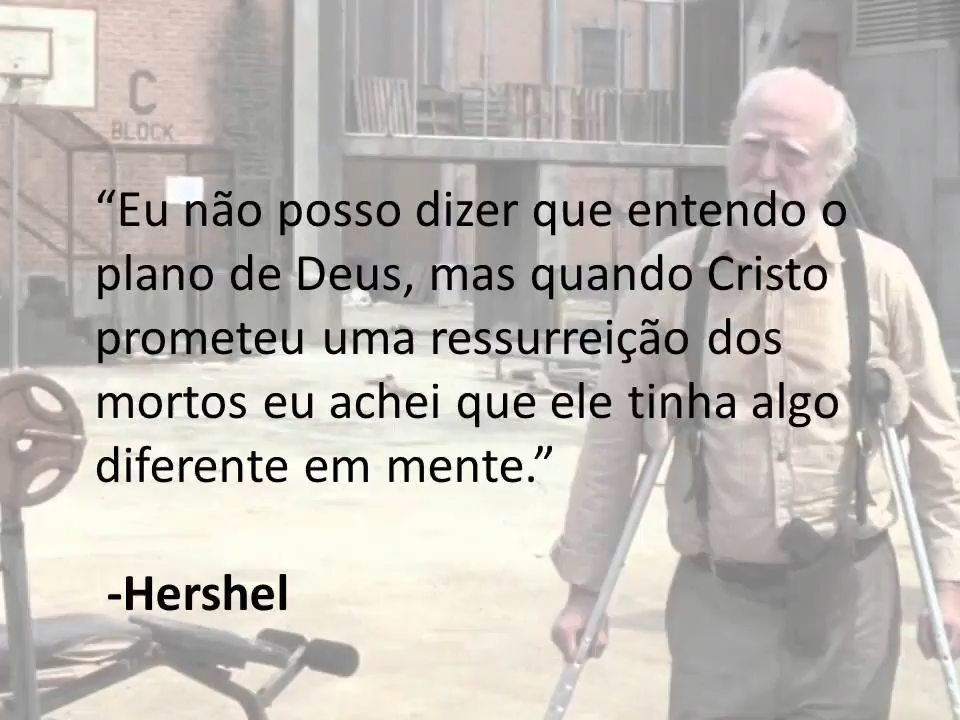 C
BLOCK
“Eu não posso dizer que entendo o
plano de Deus, mas quando Cristo
prometeu uma ressurreição dos
mortos eu achei que ele tinha algo
diferente em mente.”
-Hershel